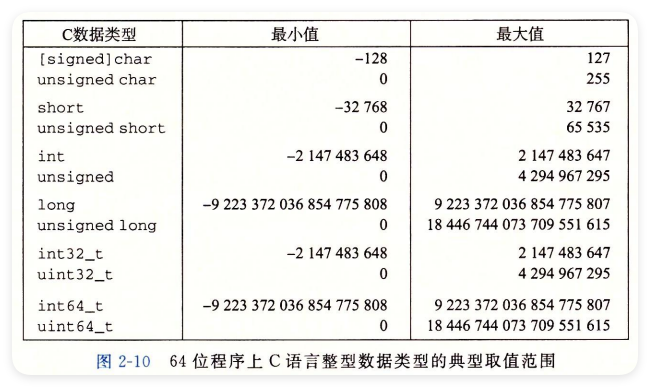 C数据类型 最小值 最大值
[signed]char −128 127
unsigned char 0 255
short −32 768 32 767
unsigned short 0 65 535
int −2 147 483 648 2 147 483 647
unsigned 0 4 294 967 295
long −9 223 372 036 854 775 808 9 223 372 036 854 775 807
unsigned long 0 18 446 744 073 709 551 615
int32_t −2 147 483 648 2 147 483 647
uint32_t 0 4 294 967 295
int64_t −9 223 372 036 854 775 808 9 223 372 036 854 775 807
uint64_t 0 18 446 744 073 709 551 615
图 2-10 64 位程序上 C 语言整型数据类型的典型取值范围